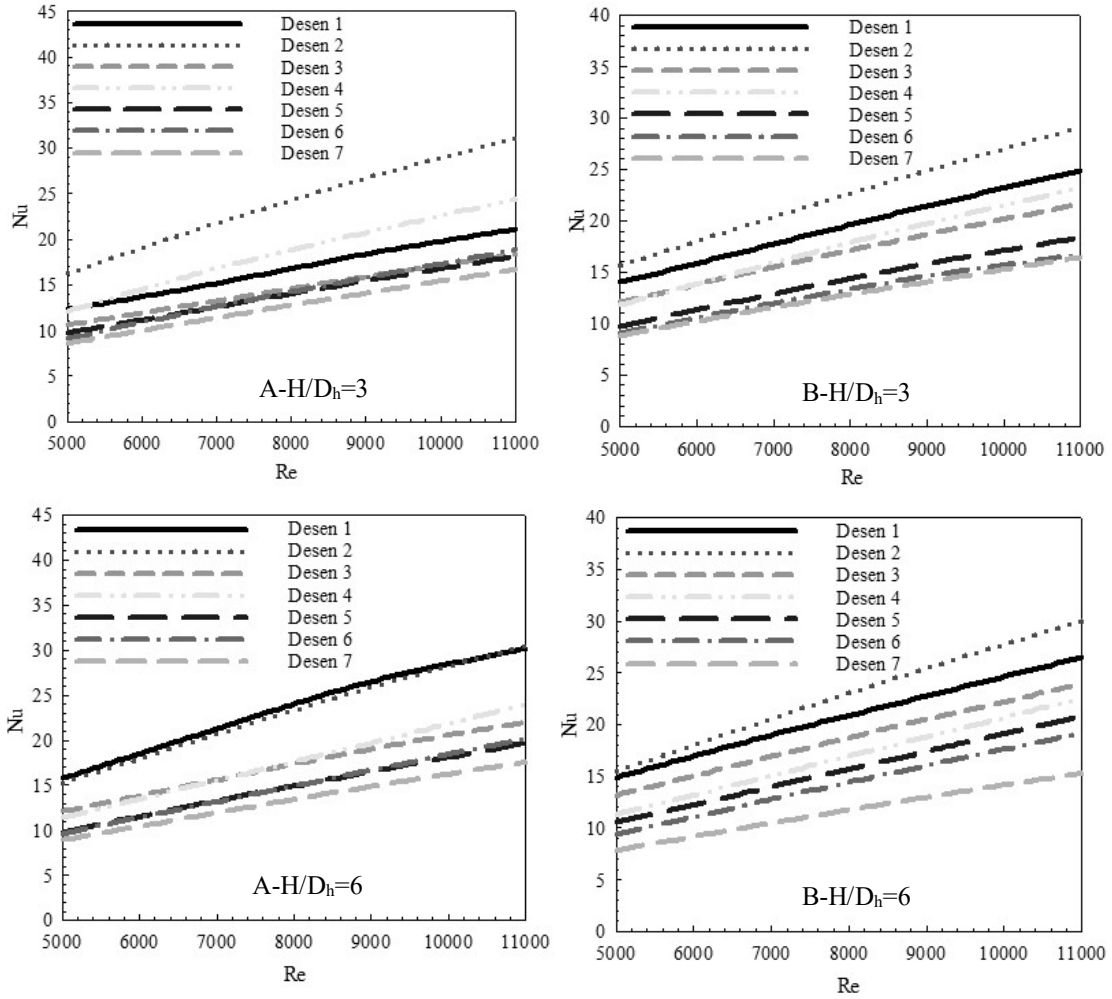 45
40
35
30
25
20
15
10
5
0
Nu
Desen 1
Desen 2
Desen 3
Desen 4
Desen 5
Desen 6
Desen 7
A-H/Dh=3
5000 6000 7000 8000 9000 10000 11000
Re
40
35
30
25
20
15
10
5
0
Nu
Desen 1
Desen 2
Desen 3
Desen 4
Desen 5
Desen 6
Desen 7
B-H/Dh=3
5000 6000 7000 8000 9000 10000 11000
Re
45
40
35
30
25
20
15
10
5
0
Nu
Desen 1
Desen 2
Desen 3
Desen 4
Desen 5
Desen 6
Desen 7
A-H/Dh=6
5000 6000 7000 8000 9000 10000 11000
Re
40
35
30
25
20
15
10
5
0
Nu
Desen 1
Desen 2
Desen 3
Desen 4
Desen 5
Desen 6
Desen 7
B-H/Dh=6
5000 6000 7000 8000 9000 10000 11000
Re